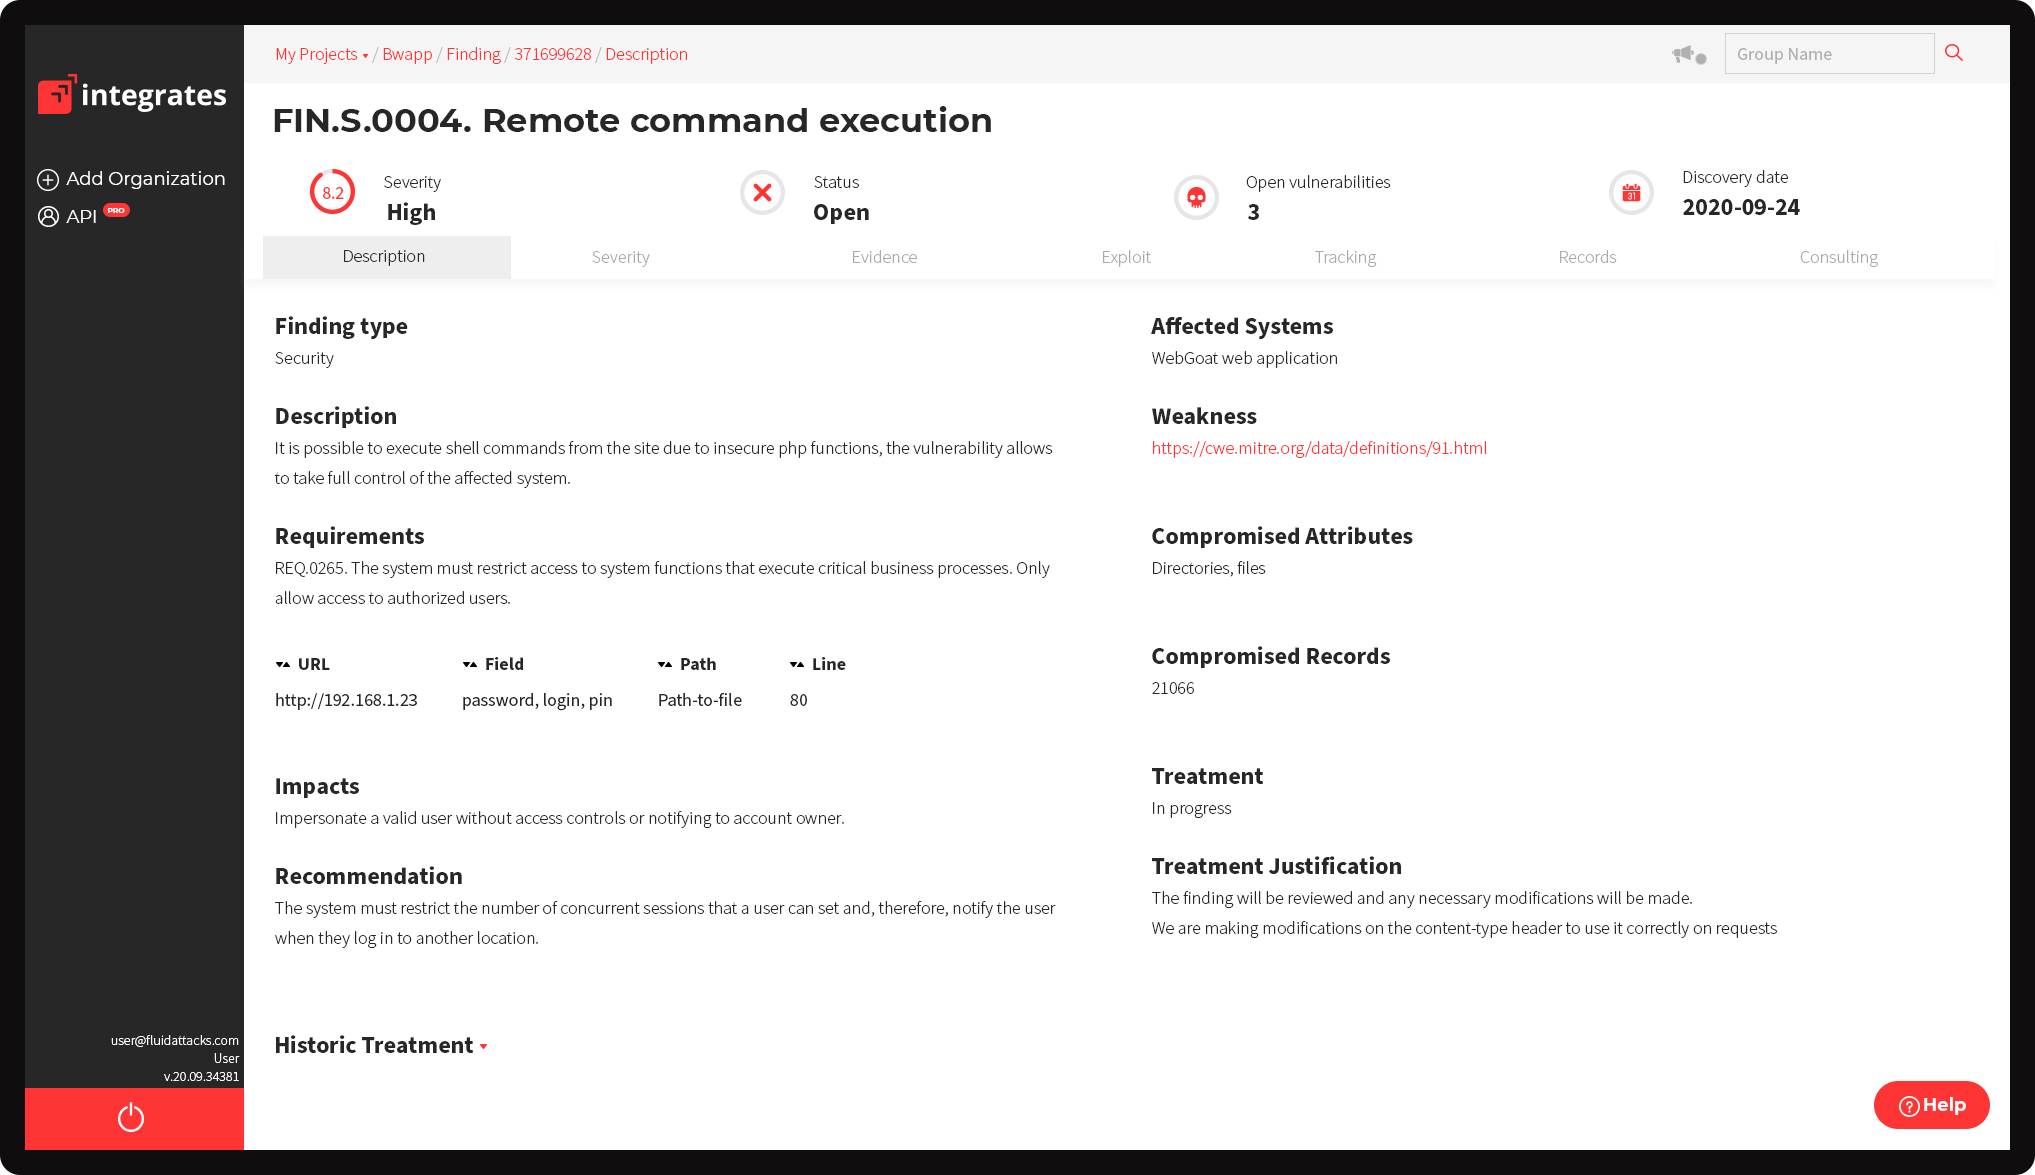 integrates
Add Organization
API PRO
user@fluidattacks.com
User
v.20.09.34381
My Projects / Bwapp / Finding / 371699628 / Description
Group Name
FIN.S.0004. Remote command execution
8.2
Severity
High
Status
Open
Open vulnerabilities
3
31
Discovery date
2020-09-24
Description Severity Evidence Exploit Tracking Records Consulting
Finding type
Security
Description
It is possible to execute shell commands from the site due to insecure php functions, the vulnerability allows
to take full control of the affected system.
Requirements
REQ.0265. The system must restrict access to system functions that execute critical business processes. Only
allow access to authorized users.
URL Field Path Line
http://192.168.1.23 password, login, pin Path-to-file 80
Impacts
Impersonate a valid user without access controls or notifying to account owner.
Recommendation
The system must restrict the number of concurrent sessions that a user can set and, therefore, notify the user
when they log in to another location.
Historic Treatment
Affected Systems
WebGoat web application
Weakness
https://cwe.mitre.org/data/definitions/91.html
Compromised Attributes
Directories, files
Compromised Records
21066
Treatment
In progress
Treatment Justification
The finding will be reviewed and any necessary modifications will be made.
We are making modifications on the content-type header to use it correctly on requests
? Help